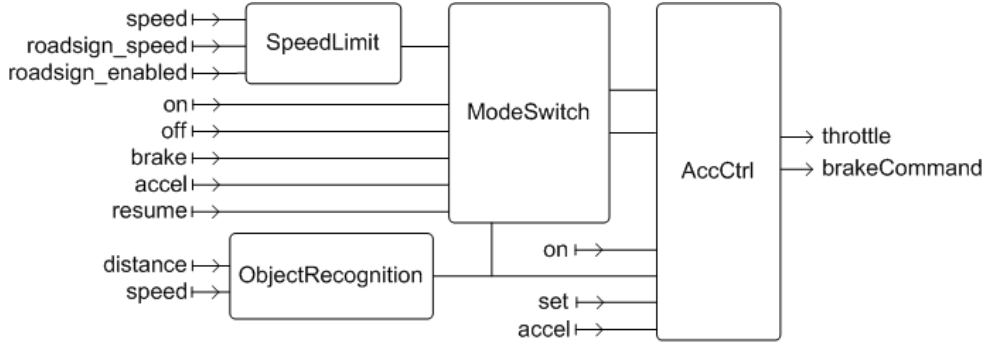 speed
roadsign_speed
roadsign_enabled
SpeedLimit
on
off
brake
accel
resume
ModeSwitch
distance
speed
ObjectRecognition
on
set
accel
AccCtrl
throttle
brakeCommand